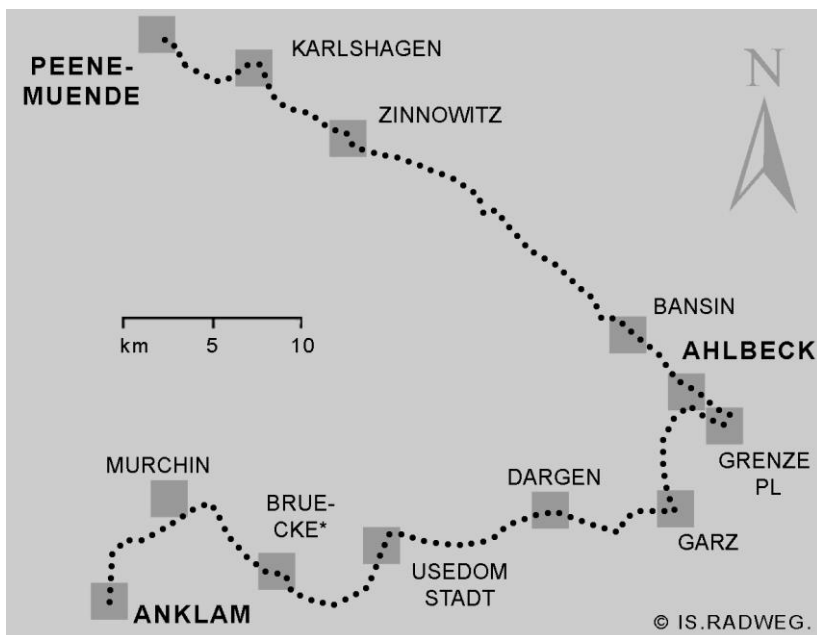 KARLSHAGEN
N
PEENE-
MUENDE
ZINNOWITZ
BANSIN
km 5 10
AHLBECK
GRENZE
PL
MURCHIN
DARGEN
BRUE-
CKE*
GARZ
USEDOM
STADT
ANKLAM
© IS.RADWEG.